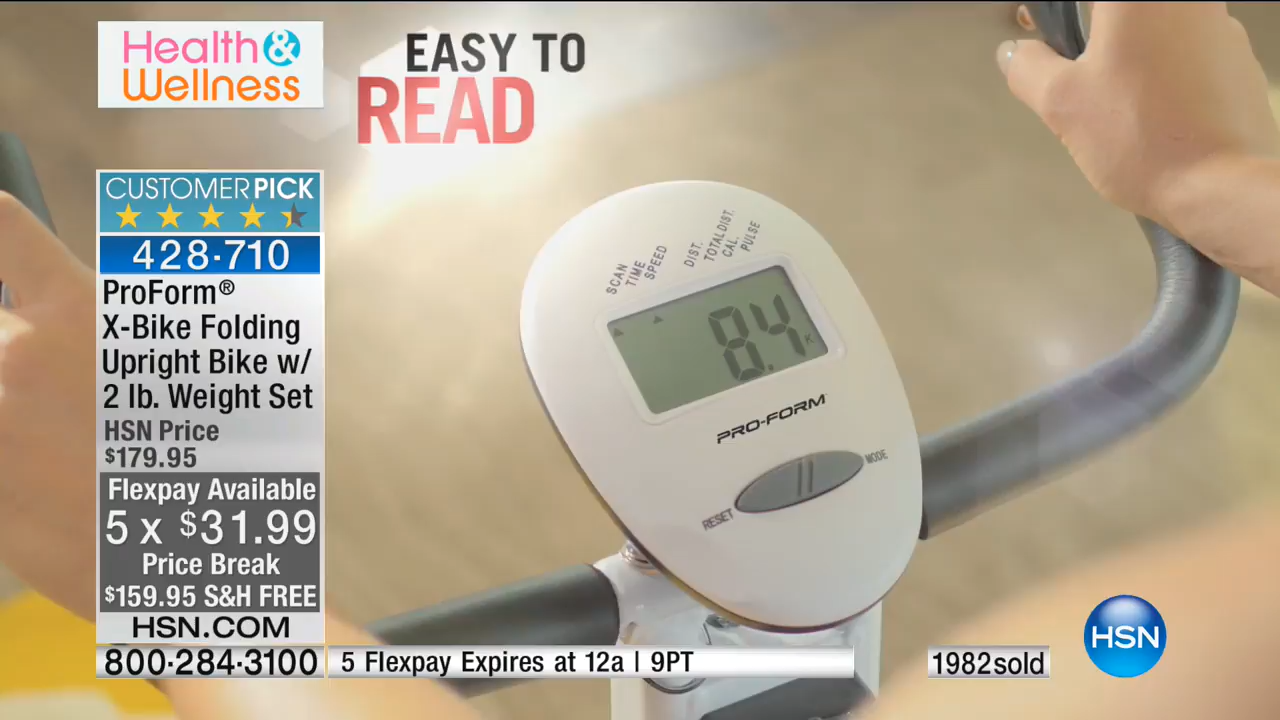 Health&
Wellness
EASY TO
READ
CUSTOMER PICK
428·710
ProForm®
X-Bike Folding
Upright Bike w/
2 lb. Weight Set
HSN Price
$179.95
Flexpay Available
5 x $31.99
Price Break
$159.95 S&H FREE
HSN.COM
800·284·3100
5 Flexpay Expires at 12a | 9PT
1982sold
HSN
SCAN
TIME
SPEED
DIST.
TOTAL DIST.
CAL.
PULSE
8.4
K
PRO-FORM
MODE
RESET